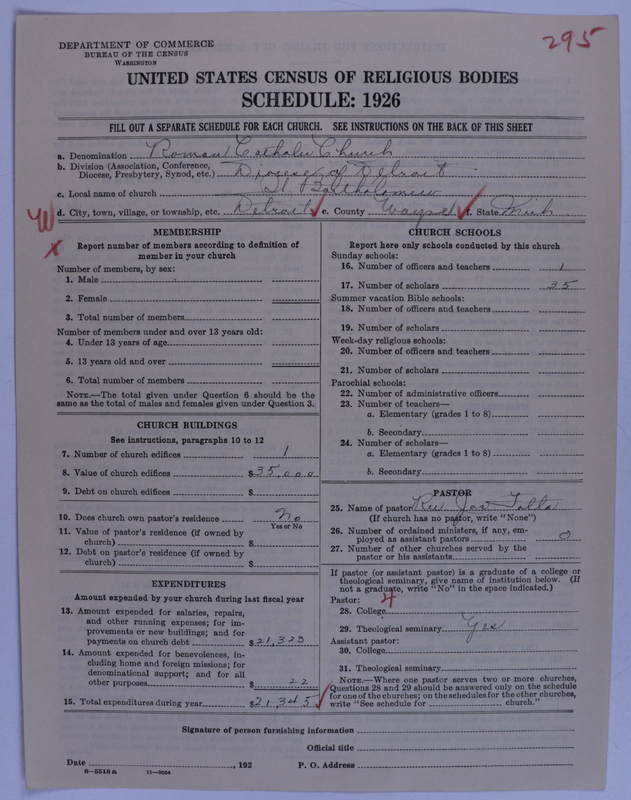 295
DEPARTMENT OF COMMERCE
BUREAU OF THE CENSUS
WASHINGTON
UNITED STATES CENSUS OF RELIGIOUS BODIES
SCHEDULE: 1926
FILL OUT A SEPARATE SCHEDULE FOR EACH CHURCH. SEE INSTRUCTIONS ON THE BACK OF THIS SHEET
a. Denomination Roman Catholic Church
b. Division (Association, Conference, Diocese, Presbytery, Synod, etc.) Diocese of Detroit
c. Local name of church St. Bartholomew
W d. City, town, village, or township, etc. Detroit ✓ e. County Wayne ✓ f. State Mich
x
MEMBERSHIP
Report number of members according to definition of
member in your church
Number of members, by sex:
1. Male
2. Female
3. Total number of members
Number of members under and over 13 years old:
4. Under 13 years of age
5. 13 years old and over
6. Total number of members
NOTE.—The total given under Question 6 should be the
same as the total of males and females given under Question 3.
CHURCH BUILDINGS
See instructions, paragraphs 10 to 12
7. Number of church edifices 1
8. Value of church edifices $35,000
9. Debt on church edifices $
10. Does church own pastor's residence No
Yes or No
11. Value of pastor's residence (if owned by
church) $
12. Debt on pastor's residence (if owned by
church) $
EXPENDITURES
Amount expended by your church during last fiscal year
13. Amount expended for salaries, repairs,
and other running expenses; for im-
provements or new buildings; and for
payments on church debt $21,323
14. Amount expended for benevolences, in-
cluding home and foreign missions; for
denominational support; and for all
other purposes $ 22
15. Total expenditures during year $21,345 ✓
CHURCH SCHOOLS
Report here only schools conducted by this church
Sunday schools:
16. Number of officers and teachers 1
17. Number of scholars 35
Summer vacation Bible schools:
18. Number of officers and teachers
19. Number of scholars
Week-day religious schools:
20. Number of officers and teachers
21. Number of scholars
Parochial schools:
22. Number of administrative officers
23. Number of teachers—
a. Elementary (grades 1 to 8)
b. Secondary
24. Number of scholars—
a. Elementary (grades 1 to 8)
b. Secondary
PASTOR
25. Name of pastor Rev Jos
(If church has no pastor, write "None")
26. Number of ordained ministers, if any, em-
ployed as assistant pastors 0
27. Number of other churches served by the
pastor or his assistants
If pastor (or assistant pastor) is a graduate of a college or
theological seminary, give name of institution below. (If
not a graduate, write "No" in the space indicated.)
Pastor: 4
28. College
29. Theological seminary Yes
Assistant pastor:
30. College
31. Theological seminary
NOTE.—Where one pastor serves two or more churches,
Questions 28 and 29 should be answered only on the schedule
for one of the churches; on the schedules for the other churches,
write "See schedule for church."
Signature of person furnishing information
Official title
Date , 192 P. O. Address
8—5518a 11—9034